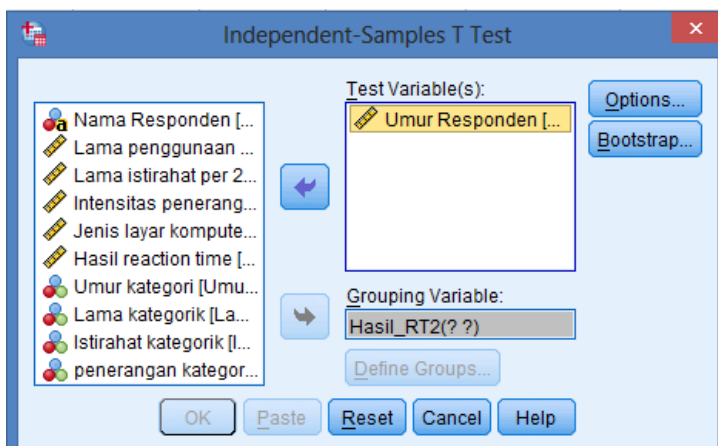 Independent-Samples T Test
Nama Responden [...
Lama penggunaan ...
Lama istirahat per 2...
Intensitas penerang...
Jenis layar kompute...
Hasil reaction time [...
Umur kategori [Umu...
Lama kategorik [La...
Istirahat kategorik [I...
penerangan kategor...
Test Variable(s):
Umur Responden [...
Grouping Variable:
Hasil_RT2(? ?)
Define Groups...
Options...
Bootstrap...
OK Paste Reset Cancel Help